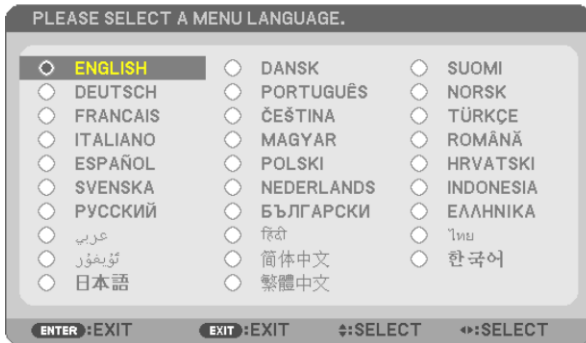 PLEASE SELECT A MENU LANGUAGE.
ENGLISH DANSK SUOMI
DEUTSCH PORTUGUÊS NORSK
FRANCAIS ČEŠTINA TÜRKÇE
ITALIANO MAGYAR ROMÂNĂ
ESPAÑOL POLSKI HRVATSKI
SVENSKA NEDERLANDS INDONESIA
РУССКИЙ БЪЛГАРСКИ ΕΛΛΗΝΙΚΑ
عربي हिंदी ไทย
ئۇيغۇر 简体中文 한국어
日本語 繁體中文
ENTER :EXIT EXIT :EXIT :SELECT :SELECT